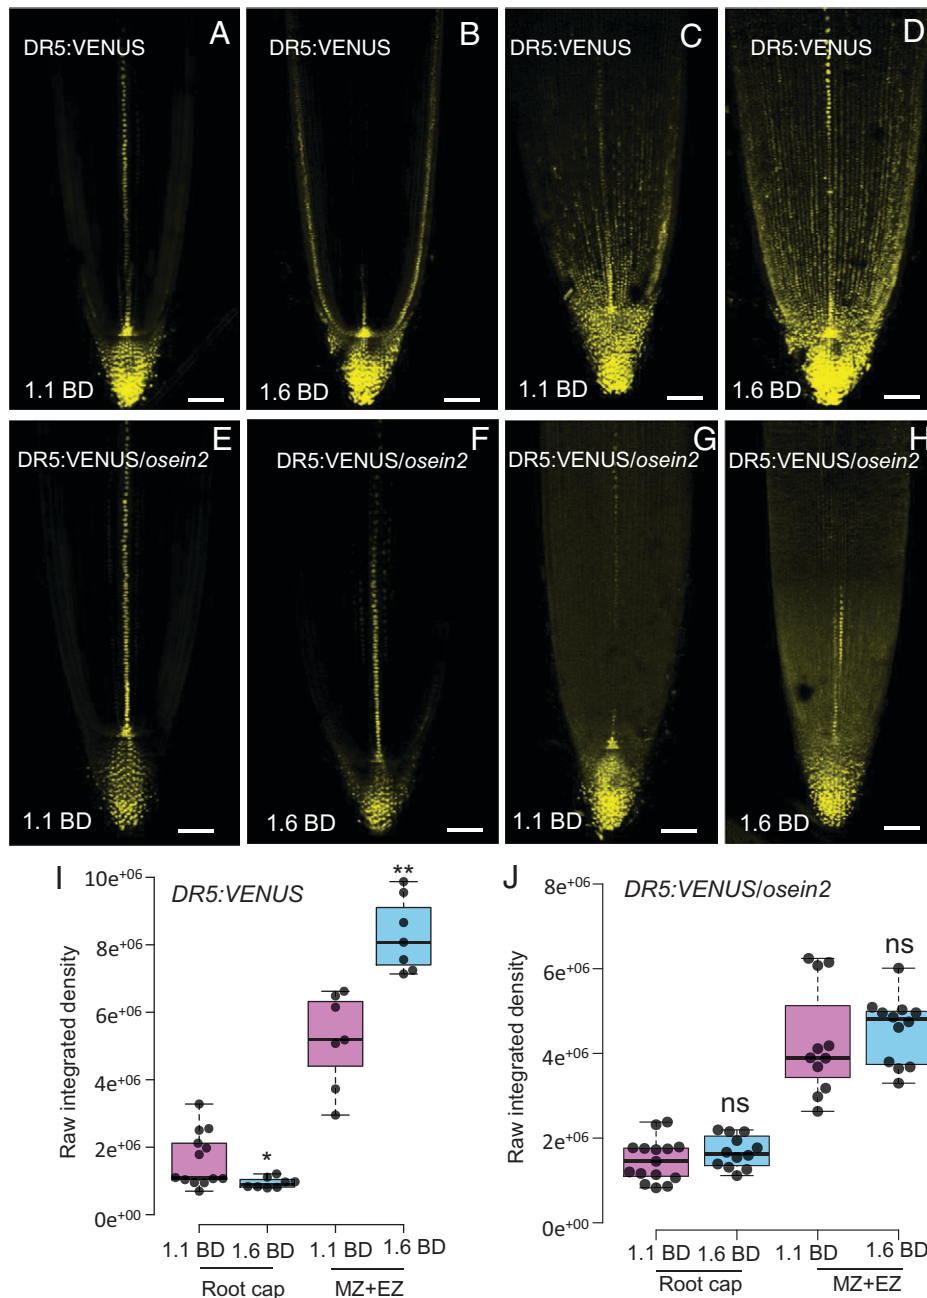 A
DR5:VENUS
1.1 BD
B
DR5:VENUS
1.6 BD
C
DR5:VENUS
1.1 BD
D
DR5:VENUS
1.6 BD
E
DR5:VENUS/osein2
1.1 BD
F
DR5:VENUS/osein2
1.6 BD
G
DR5:VENUS/osein2
1.1 BD
H
DR5:VENUS/osein2
1.6 BD
I
DR5:VENUS
Raw integrated density
10e+06
8e+06
6e+06
4e+06
2e+06
0e+00
*
**
1.1 BD 1.6 BD 1.1 BD 1.6 BD
Root cap MZ+EZ
J
DR5:VENUS/osein2
Raw integrated density
8e+06
6e+06
4e+06
2e+06
0e+00
ns
ns
1.1 BD 1.6 BD 1.1 BD 1.6 BD
Root cap MZ+EZ